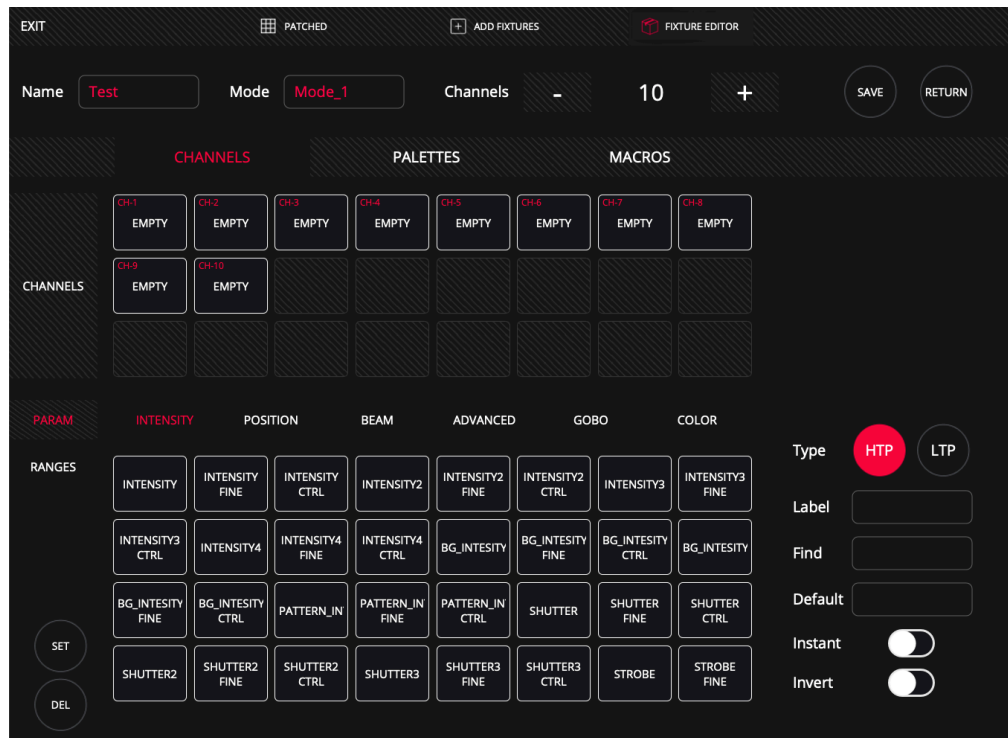 EXIT PATCHED ADD FIXTURES FIXTURE EDITOR
Name Test Mode Mode_1 Channels - 10 + SAVE RETURN
CHANNELS PALETTES MACROS
CH-1 CH-2 CH-3 CH-4 CH-5 CH-6 CH-7 CH-8
EMPTY EMPTY EMPTY EMPTY EMPTY EMPTY EMPTY EMPTY
CH-9 CH-10
CHANNELS EMPTY EMPTY
PARAM INTENSITY POSITION BEAM ADVANCED GOBO COLOR
Type HTP LTP
RANGES
INTENSITY
INTENSITY
FINE
INTENSITY
CTRL
INTENSITY2
INTENSITY2
FINE
INTENSITY2
CTRL
INTENSITY3
INTENSITY3
FINE
Label
INTENSITY3
CTRL
INTENSITY4
INTENSITY4
FINE
INTENSITY4
CTRL
BG_INTESITY
BG_INTESITY
FINE
BG_INTESITY
CTRL
BG_INTESITY
Find
BG_INTESITY
FINE
BG_INTESITY
CTRL
PATTERN_IN
PATTERN_IN
FINE
PATTERN_IN
CTRL
SHUTTER
SHUTTER
FINE
SHUTTER
CTRL
Default
SET
SHUTTER2
SHUTTER2
FINE
SHUTTER2
CTRL
SHUTTER3
SHUTTER3
FINE
SHUTTER3
CTRL
STROBE
STROBE
FINE
Instant
Invert
DEL